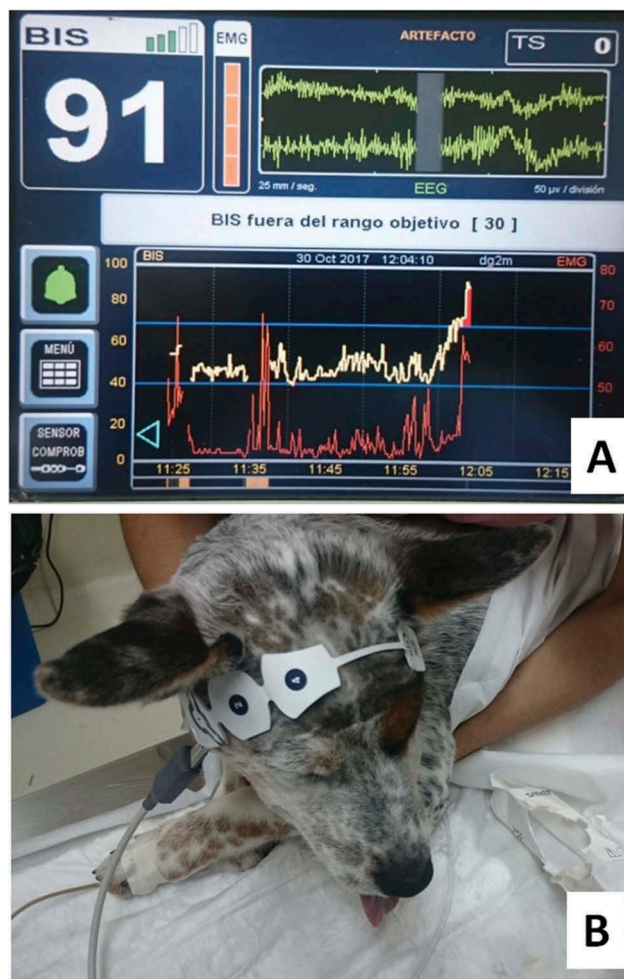 BIS
EMG
ARTEFACTO
TS 0
91
25 mm / seg.
EEG
50 µv / división
BIS fuera del rango objetivo [ 30 ]
BIS
30 Oct 2017 12:04:10
dg2m
EMG
100
80
60
40
20
0
80
70
60
50
30
MENÚ
SENSOR
COMPROB
11:25 11:35 11:45 11:55 12:05 12:15
A
2
4
B